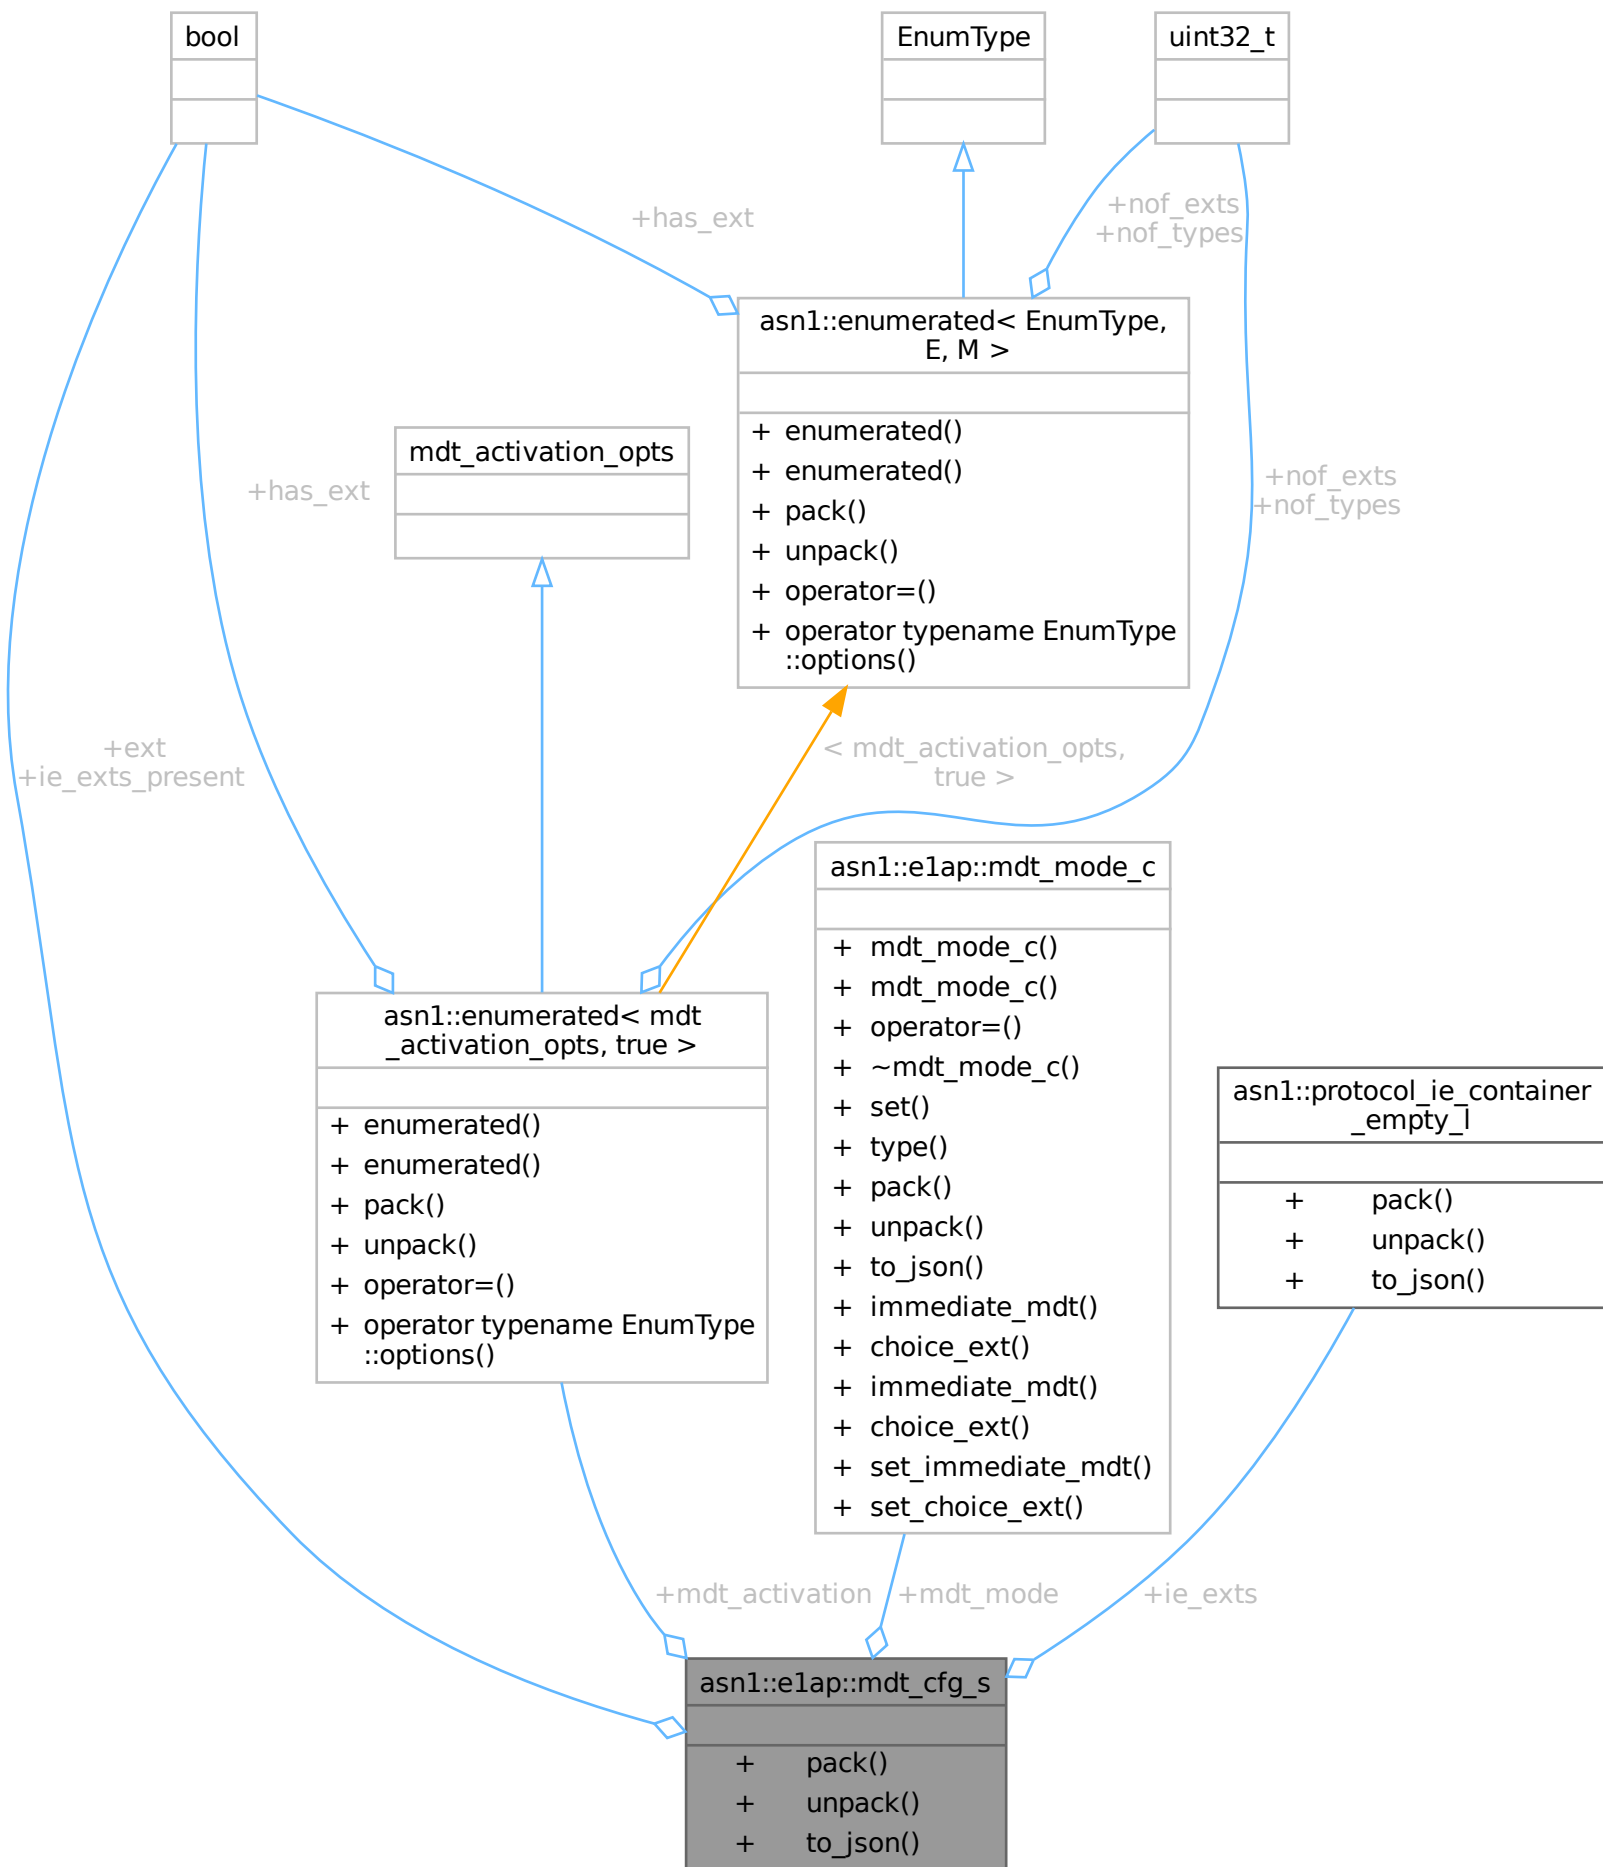 bool
EnumType
uint32_t
+has_ext
+nof_exts
+nof_types
asn1::enumerated< EnumType,
E, M >
+ enumerated()
+ enumerated()
+ pack()
+ unpack()
+ operator=()
+ operator typename EnumType
::options()
mdt_activation_opts
+has_ext
+nof_exts
+nof_types
+ext
+ie_exts_present
< mdt_activation_opts,
true >
asn1::e1ap::mdt_mode_c
+ mdt_mode_c()
+ mdt_mode_c()
+ operator=()
+ ~mdt_mode_c()
+ set()
+ type()
+ pack()
+ unpack()
+ to_json()
+ immediate_mdt()
+ choice_ext()
+ immediate_mdt()
+ choice_ext()
+ set_immediate_mdt()
+ set_choice_ext()
asn1::enumerated< mdt
_activation_opts, true >
+ enumerated()
+ enumerated()
+ pack()
+ unpack()
+ operator=()
+ operator typename EnumType
::options()
asn1::protocol_ie_container
_empty_l
+ pack()
+ unpack()
+ to_json()
+mdt_activation
+mdt_mode
+ie_exts
asn1::e1ap::mdt_cfg_s
+ pack()
+ unpack()
+ to_json()